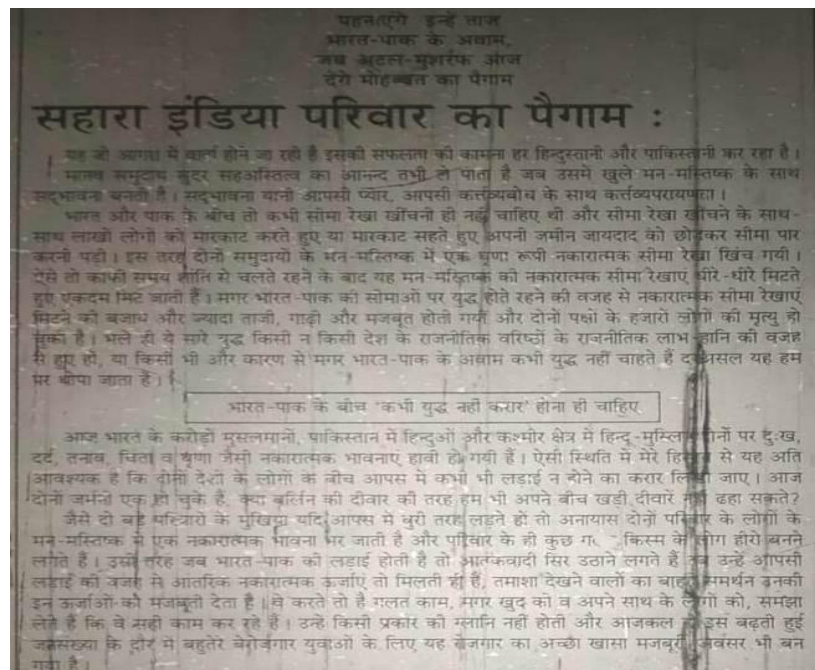 पहनाएंगे इन्हें ताज
भारत-पाक के अवाम,
जब अटल-मुशर्रफ आज
देंगे मोहब्बत का पैगाम
सहारा इंडिया परिवार का पैगाम :
यह जो आगरा में वार्ता होने जा रही है इसकी सफलता की कामना हर हिन्दुस्तानी और पाकिस्तानी कर रहा है।
मानव समुदाय सुंदर सहअस्तित्व का आनन्द तभी ले पाता है जब उसमें खुले मन-मस्तिष्क के साथ
सद्भावना बनती है। सद्भावना यानी आपसी प्यार, आपसी कर्त्तव्यबोध के साथ कर्त्तव्यपरायणता।
भारत और पाक के बीच तो कभी सीमा रेखा खींचनी ही नहीं चाहिए थी और सीमा रेखा खींचने के साथ-
साथ लाखों लोगों को मारकाट करते हुए या मारकाट सहते हुए अपनी जमीन जायदाद को छोड़कर सीमा पार
करनी पड़ी। इस तरह दोनों समुदायों के मन-मस्तिष्क में एक घृणा रूपी नकारात्मक सीमा रेखा खिंच गयी।
ऐसे तो काफी समय शांति से चलते रहने के बाद यह मन-मस्तिष्क की नकारात्मक सीमा रेखाएं धीरे-धीरे मिटते
हुए एकदम मिट जाती हैं। मगर भारत-पाक की सीमाओं पर युद्ध होते रहने की वजह से नकारात्मक सीमा रेखाएं
मिटने की बजाय और ज्यादा ताजी, गाढ़ी और मजबूत होती गयीं और दोनों पक्षों के हजारों लोगों की मृत्यु हो
चुकी है। भले ही ये सारे युद्ध किसी न किसी देश के राजनीतिक वरिष्ठों के राजनीतिक लाभ हानि की वजह
से हुए हों, या किसी भी और कारण से मगर भारत-पाक के अवाम कभी युद्ध नहीं चाहते हैं दरअसल यह हम
पर थोपा जाता है।
भारत-पाक के बीच 'कभी युद्ध नहीं करार' होना ही चाहिए
आज भारत के करोड़ों मुसलमानों, पाकिस्तान में हिन्दुओं और कश्मीर क्षेत्र में हिन्दू-मुस्लिम दोनों पर दुःख,
दर्द, तनाव, चिंता व घृणा जैसी नकारात्मक भावनाएं हावी हो गयी हैं। ऐसी स्थिति में मेरे हिसाब से यह अति
आवश्यक है कि दोनों देशों के लोगों के बीच आपस में कभी भी लड़ाई न होने का करार लिया जाए। आज
दोनों जर्मनी एक हो चुके हैं, क्या बर्लिन की दीवार की तरह हम भी अपने बीच खड़ी दीवारें नहीं ढहा सकते?
जैसे दो बड़े परिवारों के मुखिया यदि आपस में बुरी तरह लड़ते हों तो अनायास दोनों परिवार के लोगों के
मन-मस्तिष्क में एक नकारात्मक भावना भर जाती है और परिवार के ही कुछ किस्म के लोग हीरो बनने
लगते हैं। उसी तरह जब भारत-पाक की लड़ाई होती है तो आतंकवादी सिर उठाने लगते हैं तब उन्हें आपसी
लड़ाई की वजह से आंतरिक नकारात्मक ऊर्जाएं तो मिलती ही हैं, तमाशा देखने वालों का बाहरी समर्थन उनकी
इन ऊर्जाओं को मजबूती देता है। वे करते तो हैं गलत काम, मगर खुद को व अपने साथ के लोगों को, समझा
लेते हैं कि वे सही काम कर रहे हैं। उन्हें किसी प्रकार की ग्लानि नहीं होती और आजकल इस बढ़ती हुई
जनसंख्या के दौर में बहुतेरे बेरोजगार युवाओं के लिए यह रोजगार का अच्छा खासा मजबूरी अवसर भी बन
गया है।